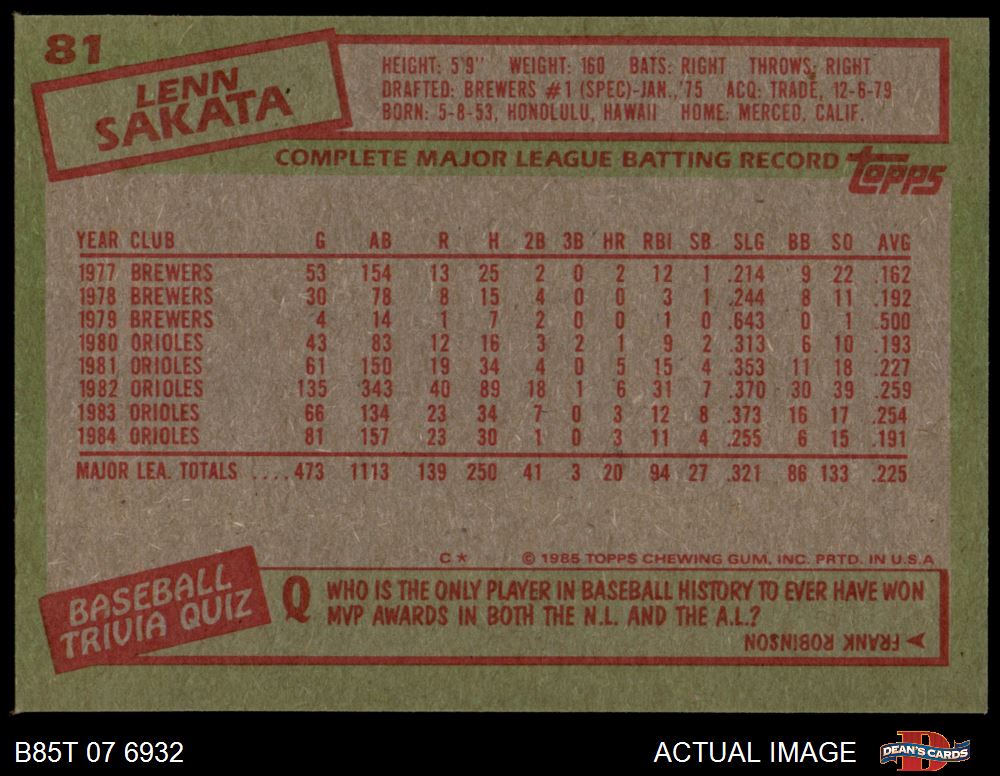 81
LENN
SAKATA
HEIGHT: 5'9" WEIGHT: 160 BATS: RIGHT THROWS: RIGHT
DRAFTED: BREWERS #1 (SPEC)-JAN.,'75 ACQ: TRADE, 12-6-79
BORN: 5-8-53, HONOLULU, HAWAII HOME: MERCED, CALIF.
COMPLETE MAJOR LEAGUE BATTING RECORD
topps
YEAR CLUB G AB R H 2B 3B HR RBI SB SLG BB SO AVG
1977 BREWERS 53 154 13 25 2 0 2 12 1 .214 9 22 .162
1978 BREWERS 30 78 8 15 4 0 0 3 1 .244 8 11 .192
1979 BREWERS 4 14 1 7 2 0 0 1 0 .643 0 1 .500
1980 ORIOLES 43 83 12 16 3 2 1 9 2 .313 6 10 .193
1981 ORIOLES 61 150 19 34 4 0 5 15 4 .353 11 18 .227
1982 ORIOLES 135 343 40 89 18 1 6 31 7 .370 30 39 .259
1983 ORIOLES 66 134 23 34 7 0 3 12 8 .373 16 17 .254
1984 ORIOLES 81 157 23 30 1 0 3 11 4 .255 6 15 .191
MAJOR LEA. TOTALS ....473 1113 139 250 41 3 20 94 27 .321 86 133 .225
C* © 1985 TOPPS CHEWING GUM, INC. PRTD. IN U.S.A
BASEBALL
TRIVIA QUIZ
Q WHO IS THE ONLY PLAYER IN BASEBALL HISTORY TO EVER HAVE WON
MVP AWARDS IN BOTH THE N.L. AND THE A.L.?
FRANK ROBINSON
B85T 07 6932
ACTUAL IMAGE
DEAN'S CARDS